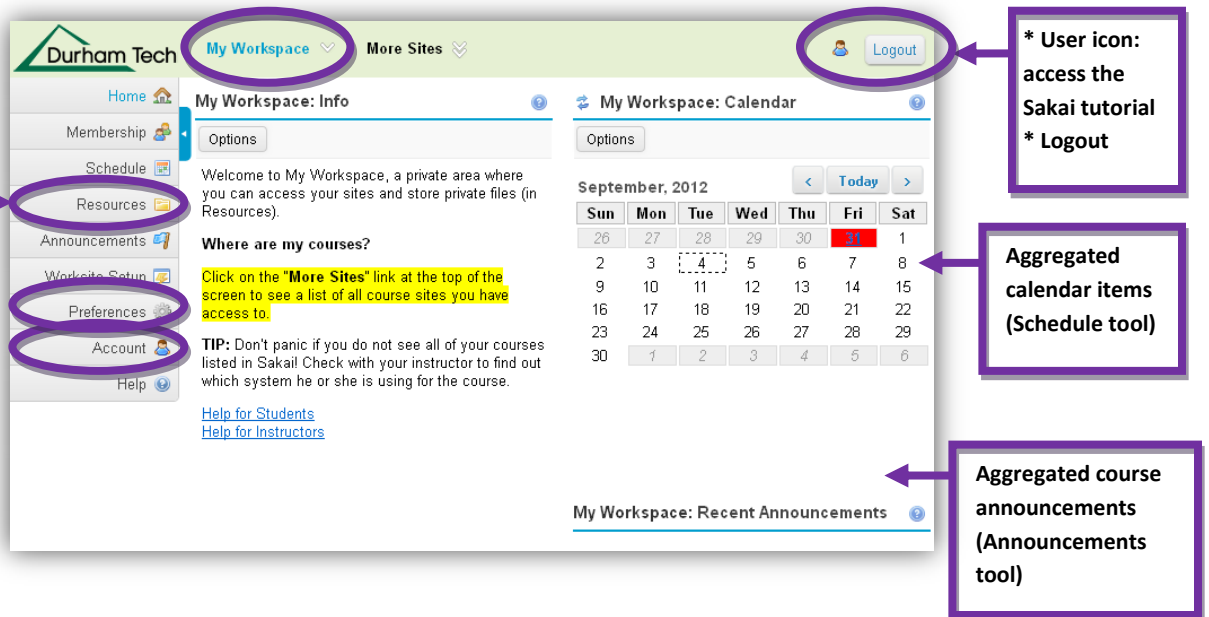 Durham Tech
My Workspace
More Sites
Logout
Home
Membership
Schedule
Resources
Announcements
Worksite Setup
Preferences
Account
Help
My Workspace: Info
Options
Welcome to My Workspace, a private area where
you can access your sites and store private files (in
Resources).
Where are my courses?
Click on the "More Sites" link at the top of the
screen to see a list of all course sites you have
access to.
TIP: Don't panic if you do not see all of your courses
listed in Sakai! Check with your instructor to find out
which system he or she is using for the course.
Help for Students
Help for Instructors
My Workspace: Calendar
Options
September, 2012
< Today >
Sun Mon Tue Wed Thu Fri Sat
26 27 28 29 30 31 1
2 3 4 5 6 7 8
9 10 11 12 13 14 15
16 17 18 19 20 21 22
23 24 25 26 27 28 29
30 1 2 3 4 5 6
My Workspace: Recent Announcements
* User icon:
access the
Sakai tutorial
* Logout
Aggregated
calendar items
(Schedule tool)
Aggregated course
announcements
(Announcements
tool)